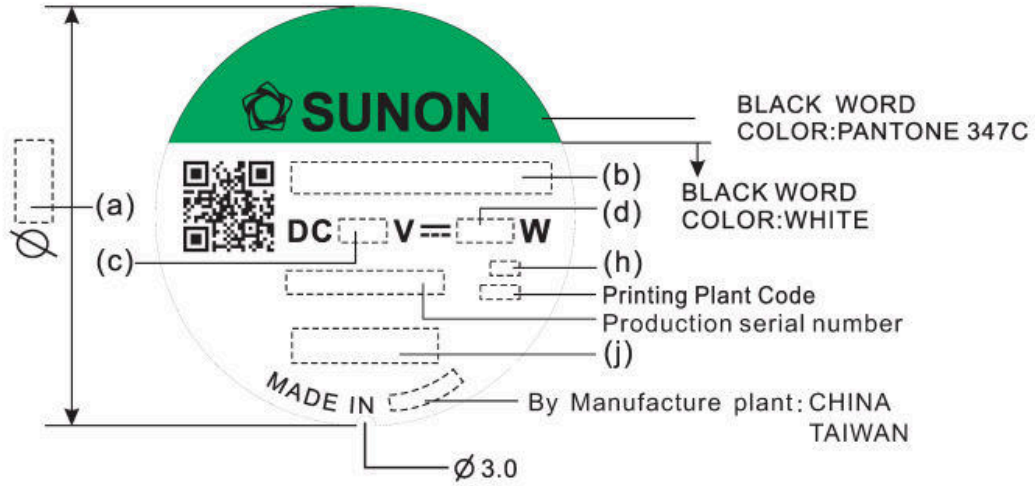 SUNON
BLACK WORD
COLOR:PANTONE 347C
BLACK WORD
COLOR:WHITE
(a)
Ø
(b)
DC V⎓ W
(d)
(c)
(h)
Printing Plant Code
Production serial number
(j)
MADE IN
By Manufacture plant: CHINA
TAIWAN
Ø3.0